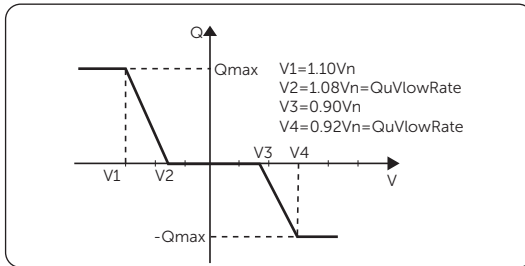 Q
Qmax
V1=1.10Vn
V2=1.08Vn=QuVlowRate
V3=0.90Vn
V4=0.92Vn=QuVlowRate
V1
V2
V3
V4
V
-Qmax